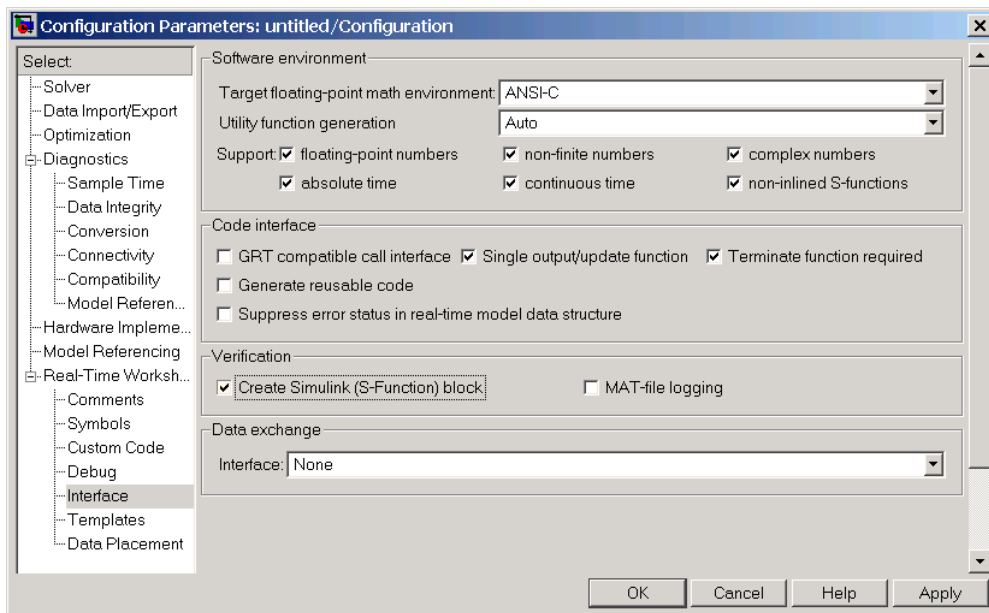 Configuration Parameters: untitled/Configuration
Select:
Solver
Data Import/Export
Optimization
Diagnostics
Sample Time
Data Integrity
Conversion
Connectivity
Compatibility
Model Referen...
Hardware Impleme...
Model Referencing
Real-Time Worksh...
Comments
Symbols
Custom Code
Debug
Interface
Templates
Data Placement
Software environment
Target floating-point math environment: ANSI-C
Utility function generation Auto
Support: floating-point numbers non-finite numbers complex numbers
absolute time continuous time non-inlined S-functions
Code interface
GRT compatible call interface Single output/update function Terminate function required
Generate reusable code
Suppress error status in real-time model data structure
Verification
Create Simulink (S-Function) block MAT-file logging
Data exchange
Interface: None
OK Cancel Help Apply